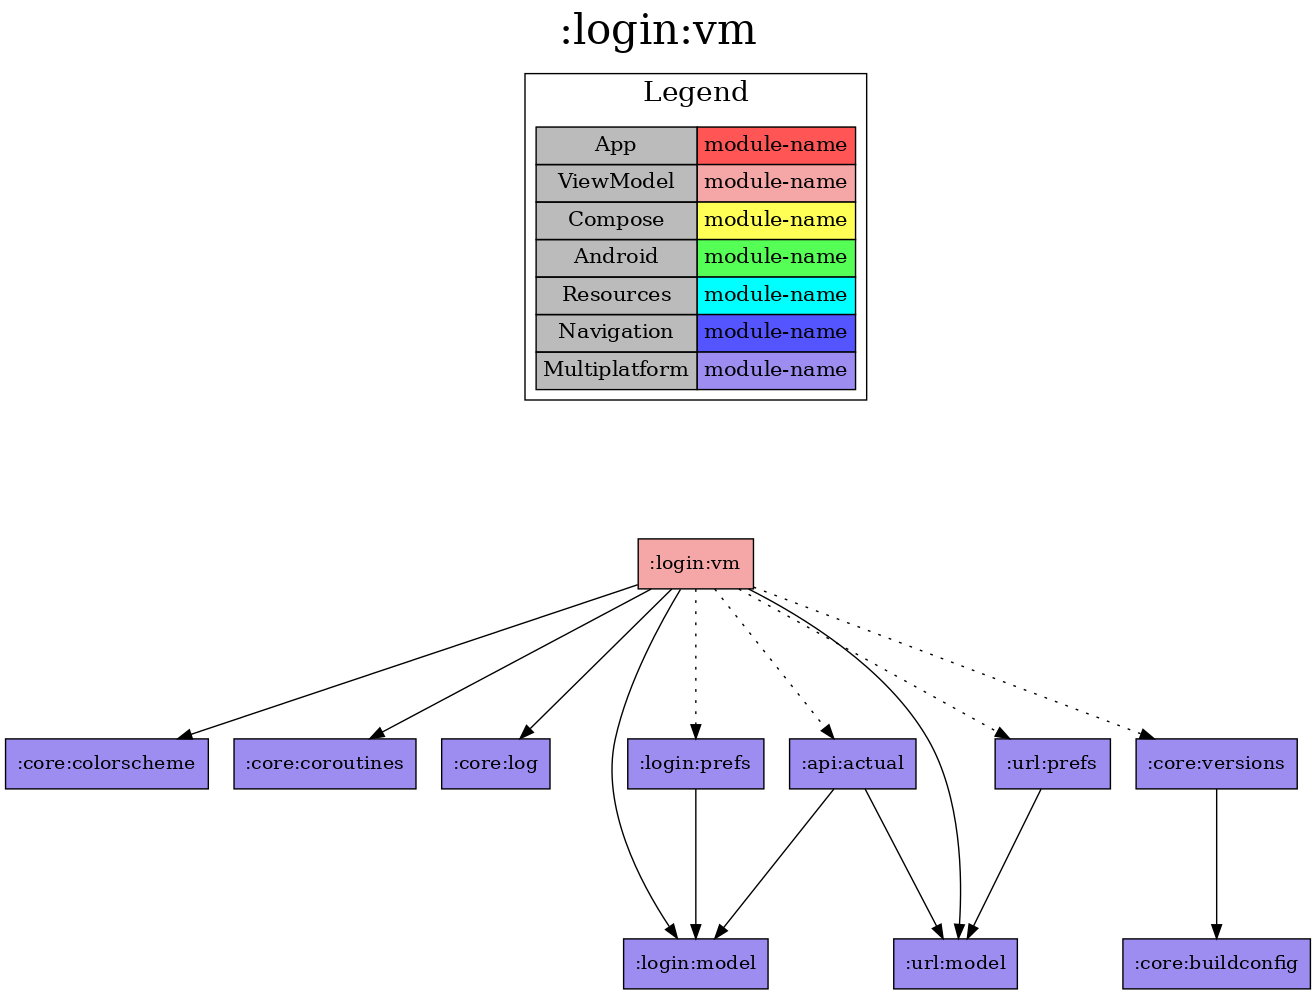 :login:vm
Legend
App module-name
ViewModel module-name
Compose module-name
Android module-name
Resources module-name
Navigation module-name
Multiplatform module-name
:login:vm
:core:colorscheme :core:coroutines :core:log :login:prefs :api:actual :url:prefs :core:versions
:login:model :url:model :core:buildconfig